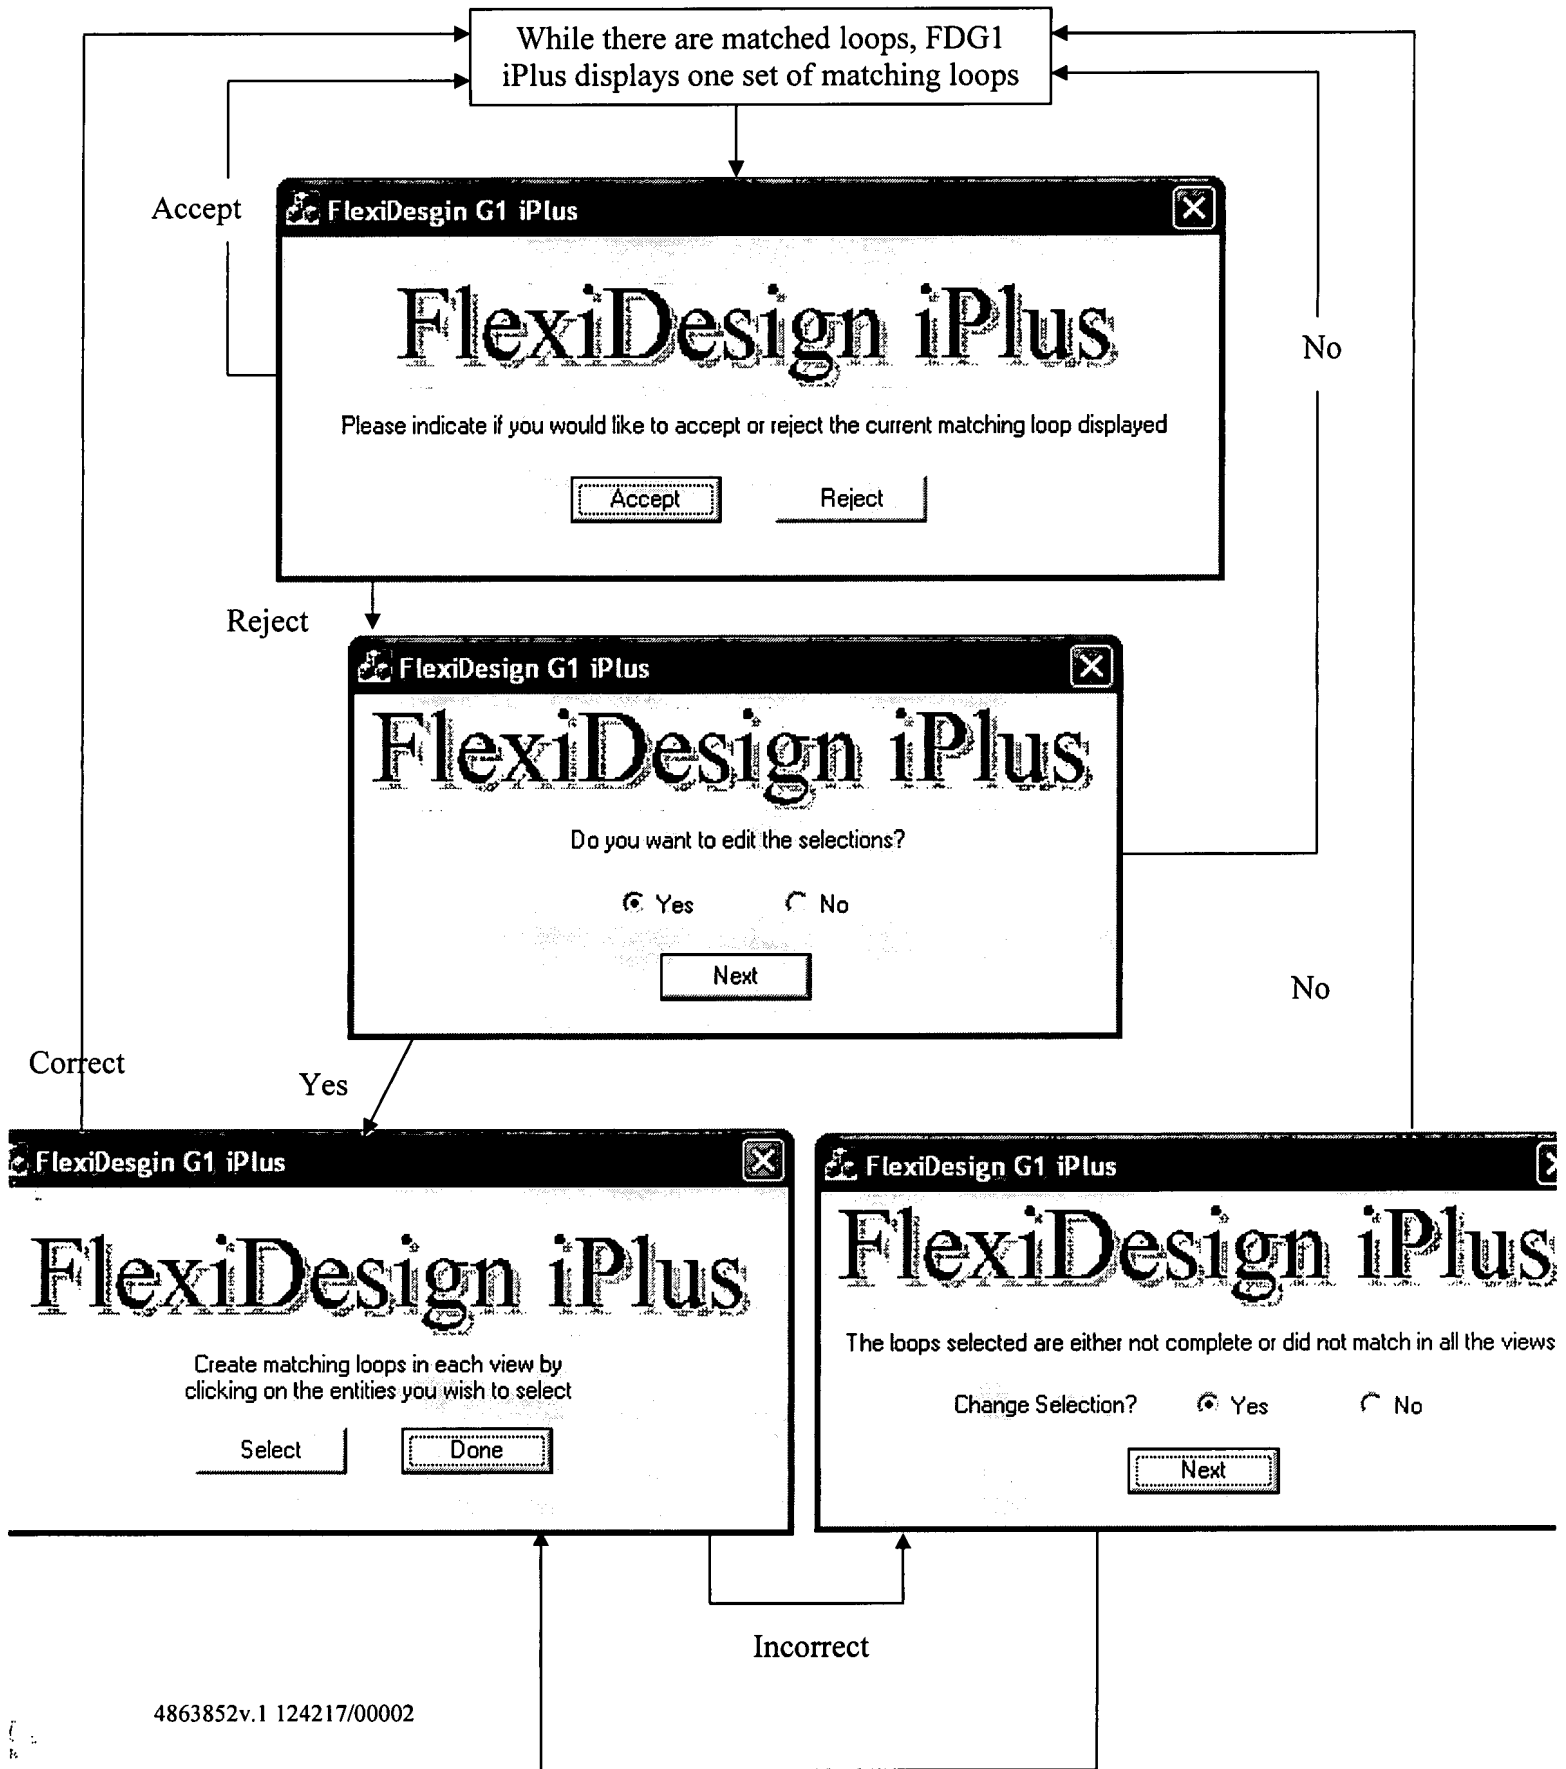 While there are matched loops, FDG1
iPlus displays one set of matching loops
Accept
FlexiDesgin G1 iPlus
FlexiDesign iPlus
No
Please indicate if you would like to accept or reject the current matching loop displayed
Accept Reject
Reject
FlexiDesign G1 iPlus
FlexiDesign iPlus
Do you want to edit the selections?
Yes No
Next
No
Correct
Yes
FlexiDesgin G1 iPlus
FlexiDesign iPlus
Create matching loops in each view by
clicking on the entities you wish to select
Select Done
FlexiDesign G1 iPlus
FlexiDesign iPlus
The loops selected are either not complete or did not match in all the views
Change Selection? Yes No
Next
Incorrect
4863852v.1 124217/00002